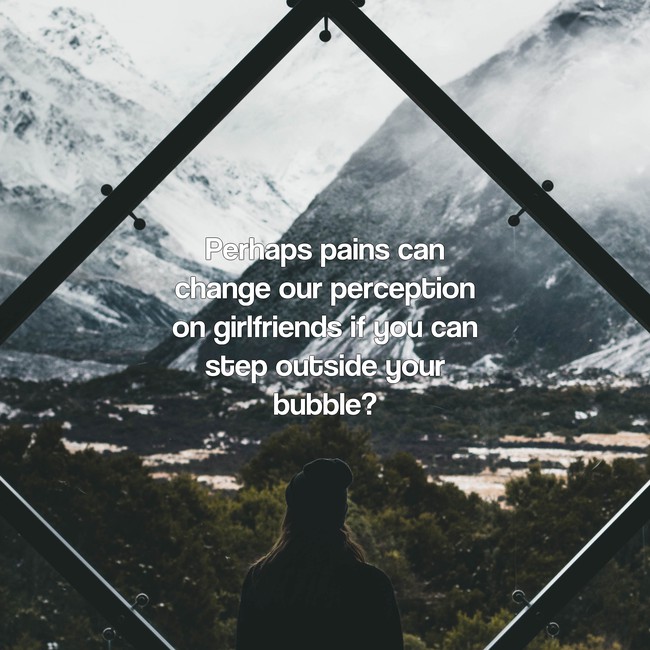 Perhaps pains can
change our perception
on girlfriends if you can
step outside your
bubble?